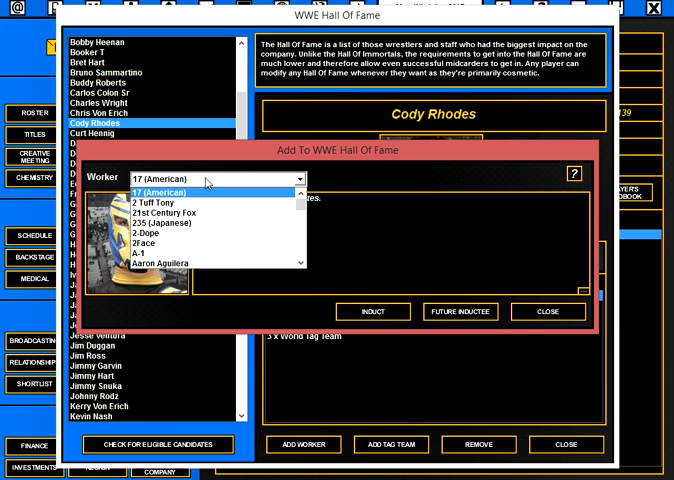 WWE Hall Of Fame
Bobby Heenan
Booker T
Bret Hart
Bruno Sammartino
Buddy Roberts
Carlos Colon Sr
Charles Wright
Chris Von Erich
Cody Rhodes
Curt Hennig
The Hall Of Fame is a list of those wrestlers and staff who had the biggest impact on the
company. Unlike the Hall Of Immortals, the requirements to get into the Hall Of Fame are
much lower and therefore allow even successful midcarders to get in. Any player can
modify any Hall Of Fame whenever they want as they're primarily cosmetic.
Cody Rhodes
139
ROSTER
TITLES
CREATIVE
MEETING
CHEMISTRY
SCHEDULE
BACKSTAGE
MEDICAL
BROADCASTING
RELATIONSHIP
SHORTLIST
FINANCE
INVESTMENTS
COMPANY
Add To WWE Hall Of Fame
Worker
17 (American)
?
17 (American)
2 Tuff Tony
21st Century Fox
235 (Japanese)
2-Dope
2Face
A-1
Aaron Aguilera
INDUCT
FUTURE INDUCTEE
CLOSE
Jesse Ventura
Jim Duggan
Jim Ross
Jimmy Garvin
Jimmy Hart
Jimmy Snuka
Johnny Rodz
Kerry Von Erich
Kevin Nash
3 x World Tag Team
CHECK FOR ELIGIBLE CANDIDATES
ADD WORKER
ADD TAG TEAM
REMOVE
CLOSE